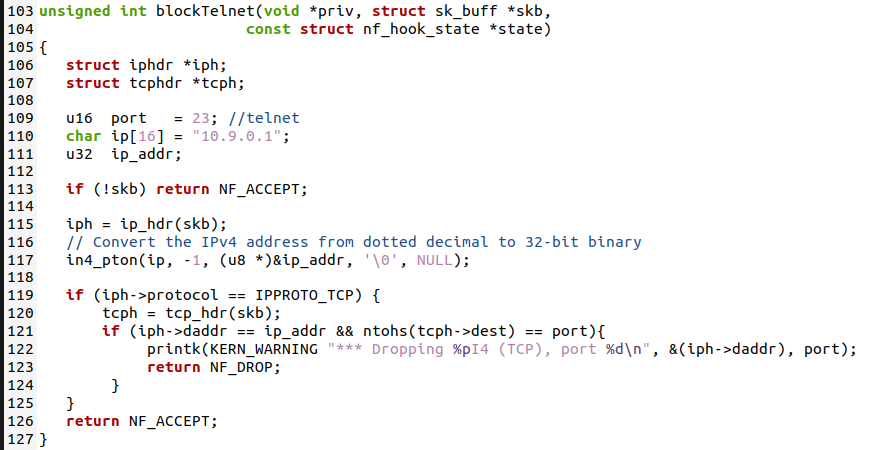 103 unsigned int blockTelnet(void *priv, struct sk_buff *skb,
104                        const struct nf_hook_state *state)
105 {
106    struct iphdr *iph;
107    struct tcphdr *tcph;
108
109    u16  port   = 23; //telnet
110    char ip[16] = "10.9.0.1";
111    u32  ip_addr;
112
113    if (!skb) return NF_ACCEPT;
114
115    iph = ip_hdr(skb);
116    // Convert the IPv4 address from dotted decimal to 32-bit binary
117    in4_pton(ip, -1, (u8 *)&ip_addr, '\0', NULL);
118
119    if (iph->protocol == IPPROTO_TCP) {
120        tcph = tcp_hdr(skb);
121        if (iph->daddr == ip_addr && ntohs(tcph->dest) == port){
122             printk(KERN_WARNING "*** Dropping %pI4 (TCP), port %d\n", &(iph->daddr), port);
123             return NF_DROP;
124         }
125    }
126    return NF_ACCEPT;
127 }